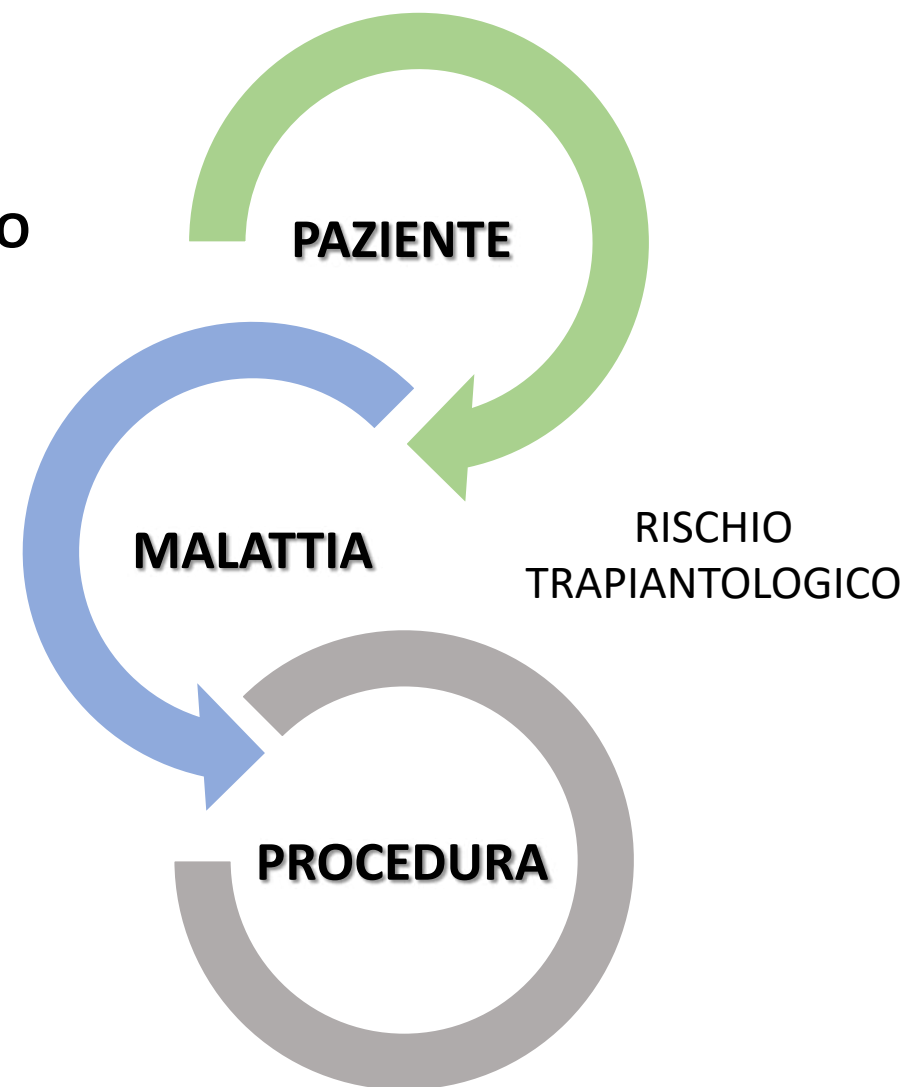 O
PAZIENTE
MALATTIA
RISCHIO
TRAPIANTOLOGICO
PROCEDURA